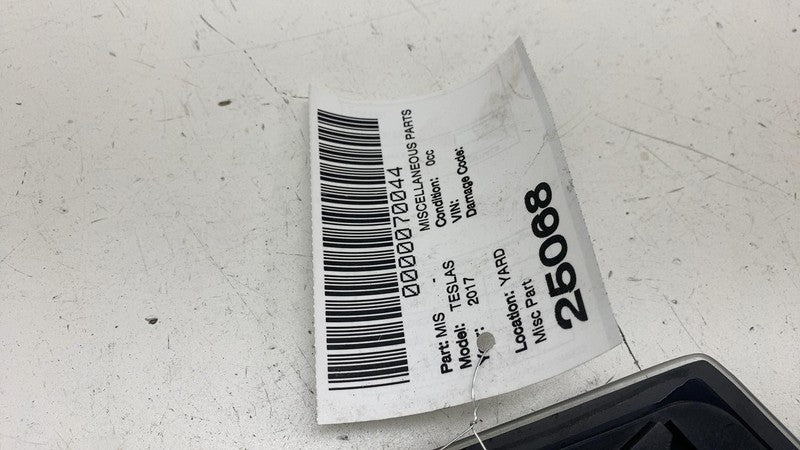 0000070044
Part: MIS - MISCELLANEOUS PARTS
Model: TESLAS Condition: 0cc
2017 VIN:
Damage Code:
Location: YARD
Misc Part
25068